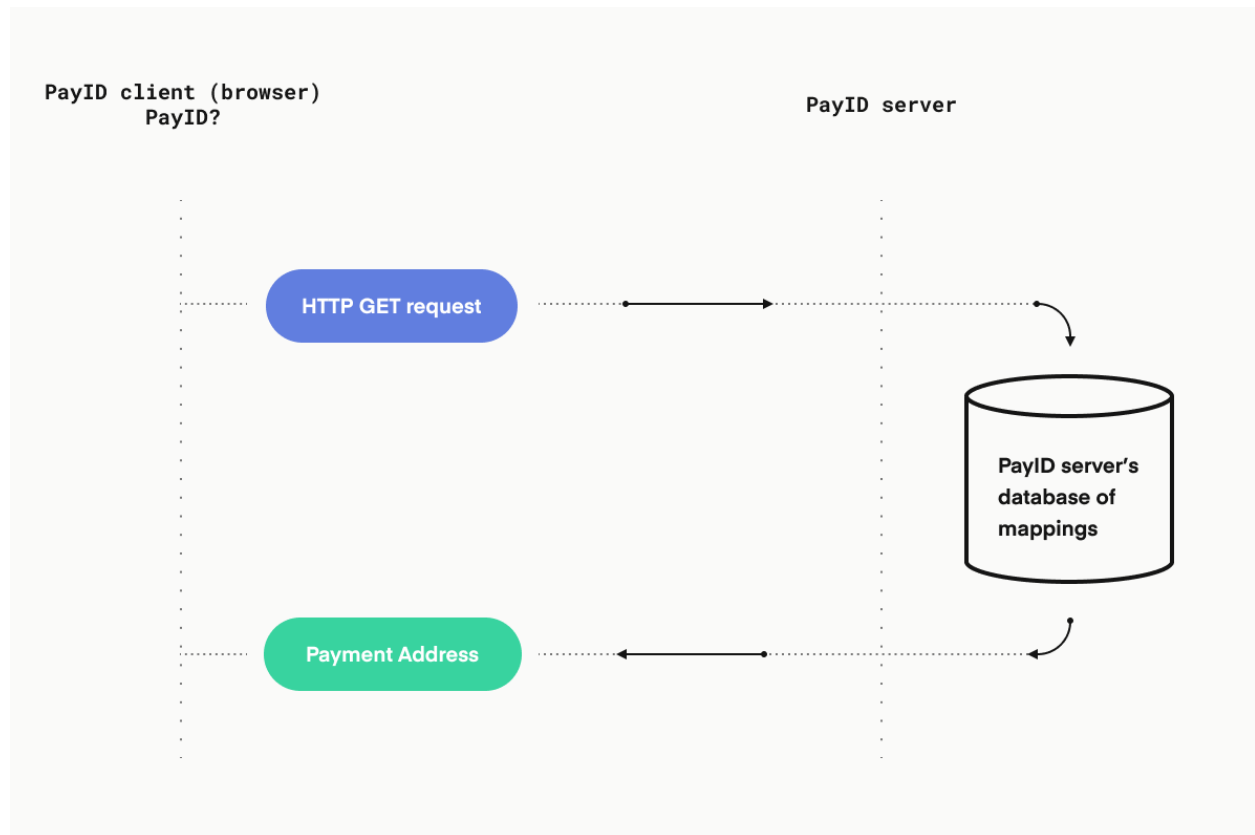 PayID client (browser)
PayID?
PayID server
HTTP GET request
PayID server’s
database of
mappings
Payment Address